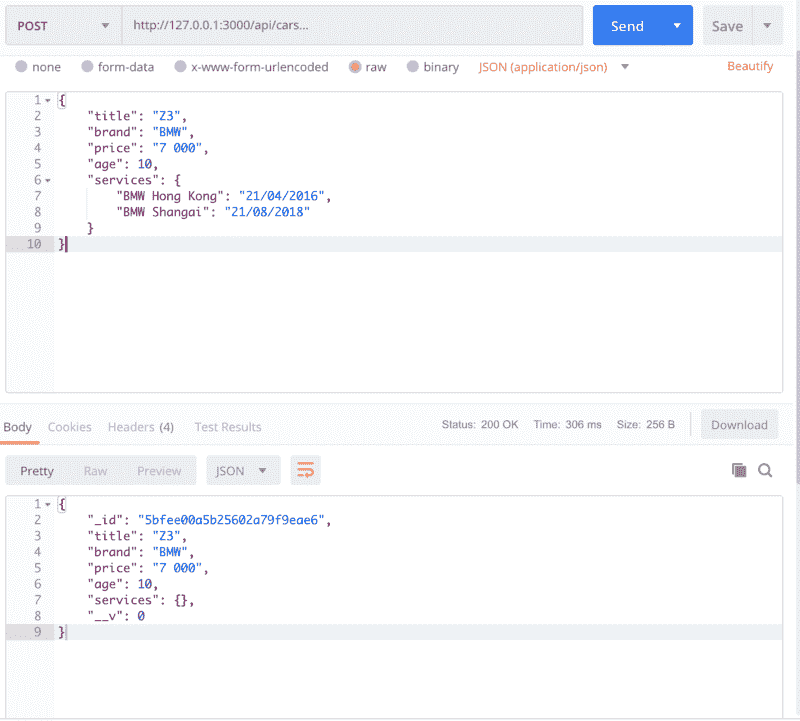 POST http://127.0.0.1:3000/api/cars... Send Save
none form-data x-www-form-urlencoded raw binary JSON (application/json) Beautify
1 {
2 "title": "Z3",
3 "brand": "BMW",
4 "price": "7 000",
5 "age": 10,
6 "services": {
7 "BMW Hong Kong": "21/04/2016",
8 "BMW Shangai": "21/08/2018"
9 }
10 }
Body Cookies Headers (4) Test Results Status: 200 OK Time: 306 ms Size: 256 B Download
Pretty Raw Preview JSON
1 {
2 "_id": "5bfee00a5b25602a79f9eae6",
3 "title": "Z3",
4 "brand": "BMW",
5 "price": "7 000",
6 "age": 10,
7 "services": {},
8 "__v": 0
9 }